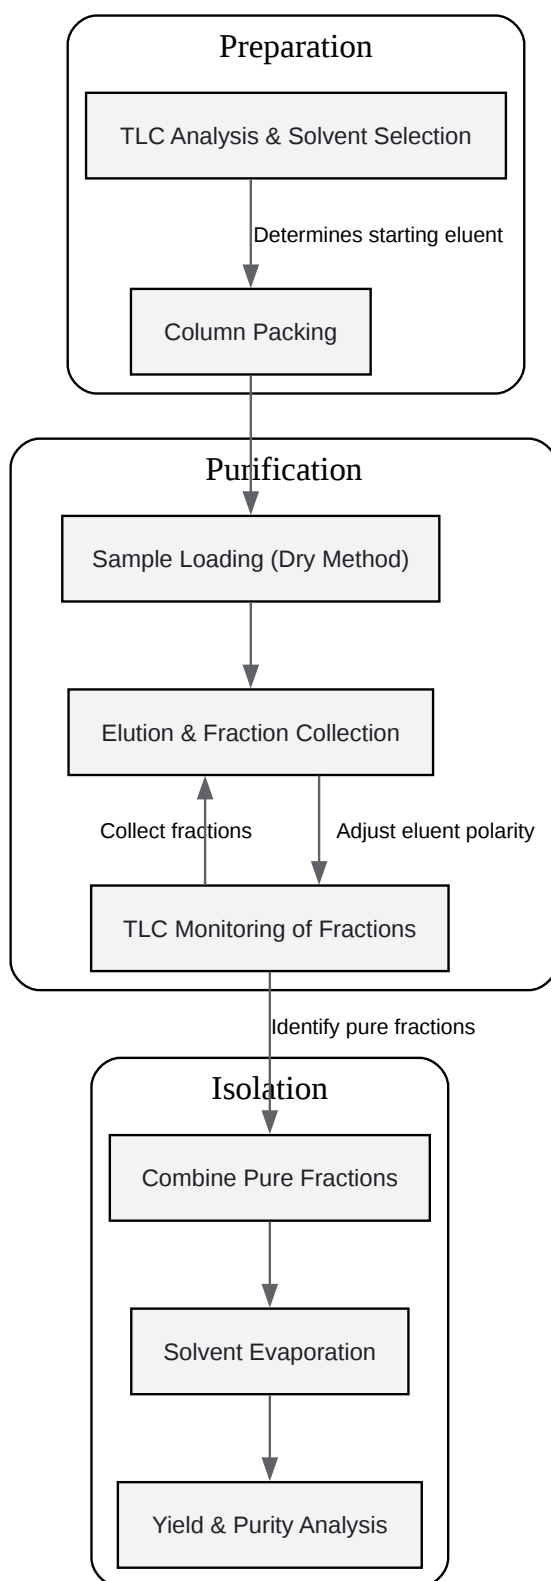 Preparation
TLC Analysis & Solvent Selection
Determines starting eluent
Column Packing
Purification
Sample Loading (Dry Method)
Elution & Fraction Collection
Collect fractions
Adjust eluent polarity
TLC Monitoring of Fractions
Identify pure fractions
Isolation
Combine Pure Fractions
Solvent Evaporation
Yield & Purity Analysis